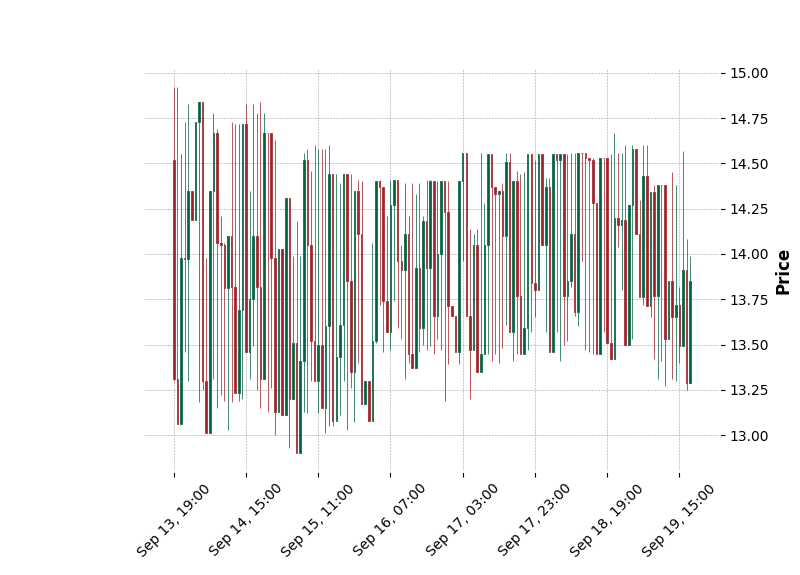 15.00
14.75
14.50
14.25
14.00
13.75
13.50
13.25
13.00
Price
Sep 13, 19:00
Sep 14, 15:00
Sep 15, 11:00
Sep 16, 07:00
Sep 17, 03:00
Sep 17, 23:00
Sep 18, 19:00
Sep 19, 15:00